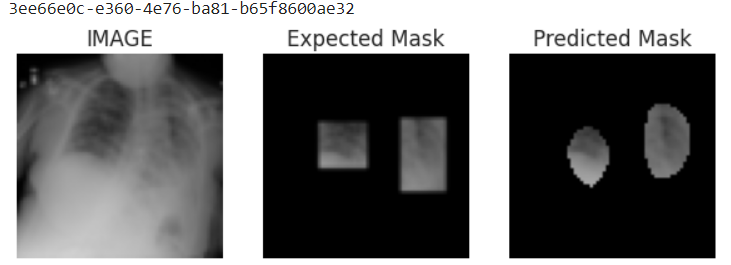 3ee66e0c-e360-4e76-ba81-b65f8600ae32
IMAGE
Expected Mask
Predicted Mask